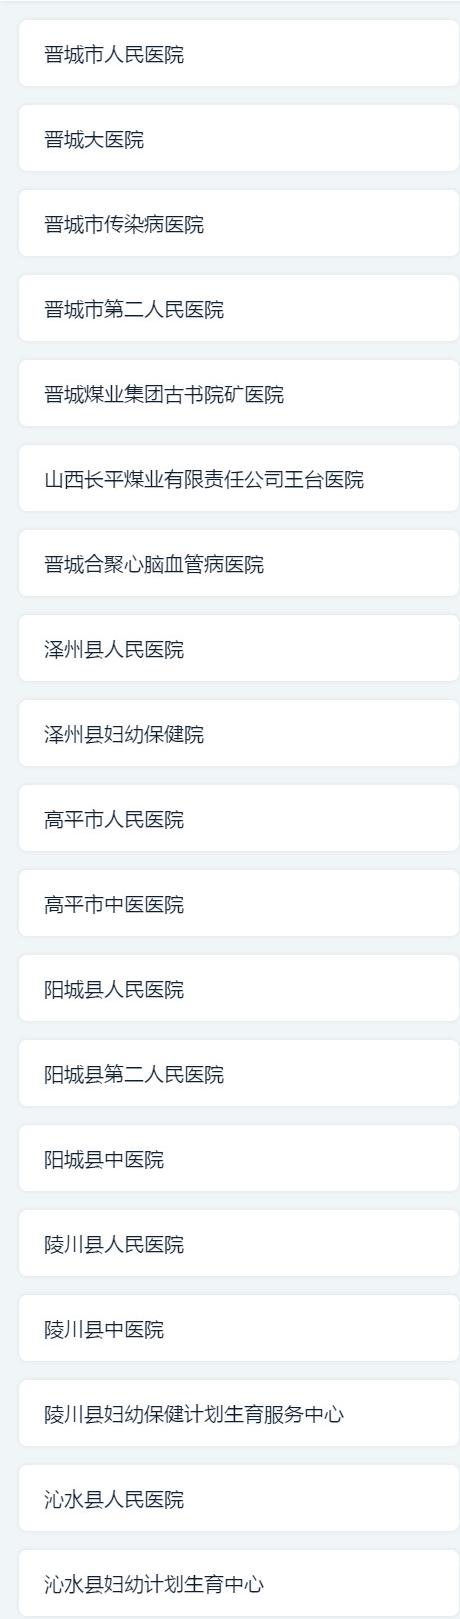 晋城市人民医院
晋城大医院
晋城市传染病医院
晋城市第二人民医院
晋城煤业集团古书院矿医院
山西长平煤业有限责任公司王台医院
晋城合聚心脑血管病医院
泽州县人民医院
泽州县妇幼保健院
高平市人民医院
高平市中医医院
阳城县人民医院
阳城县第二人民医院
阳城县中医院
陵川县人民医院
陵川县中医院
陵川县妇幼保健计划生育服务中心
沁水县人民医院
沁水县妇幼计划生育中心